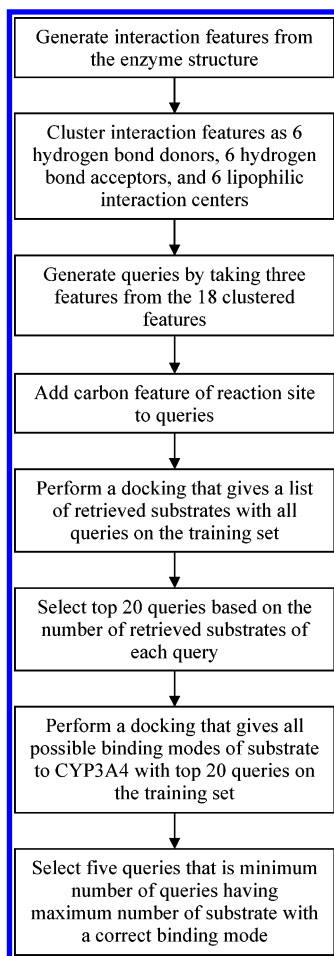 Generate interaction features from
the enzyme structure
Cluster interaction features as 6
hydrogen bond donors, 6 hydrogen
bond acceptors, and 6 lipophilic
interaction centers
Generate queries by taking three
features from the 18 clustered
features
Add carbon feature of reaction site
to queries
Perform a docking that gives a list
of retrieved substrates with all
queries on the training set
Select top 20 queries based on the
number of retrieved substrates of
each query
Perform a docking that gives all
possible binding modes of substrate
to CYP3A4 with top 20 queries on
the training set
Select five queries that is minimum
number of queries having
maximum number of substrate with
a correct binding mode